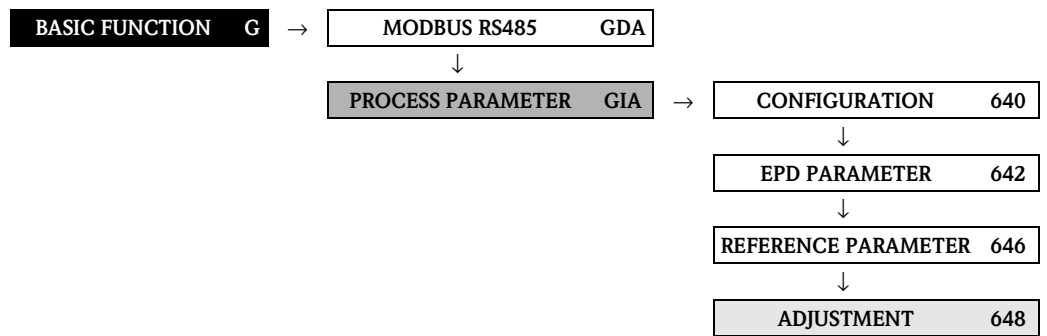 BASIC FUNCTION G → MODBUS RS485 GDA
↓
PROCESS PARAMETER GIA → CONFIGURATION 640
↓
EPD PARAMETER 642
↓
REFERENCE PARAMETER 646
↓
ADJUSTMENT 648